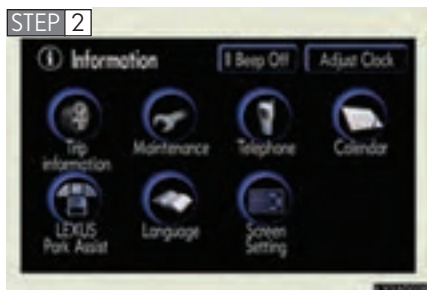 STEP 2
i Information
Beep Off
Adjust Clock
Trip information
Maintenance
Telephone
Calendar
LEXUS Park Assist
Language
Screen Setting